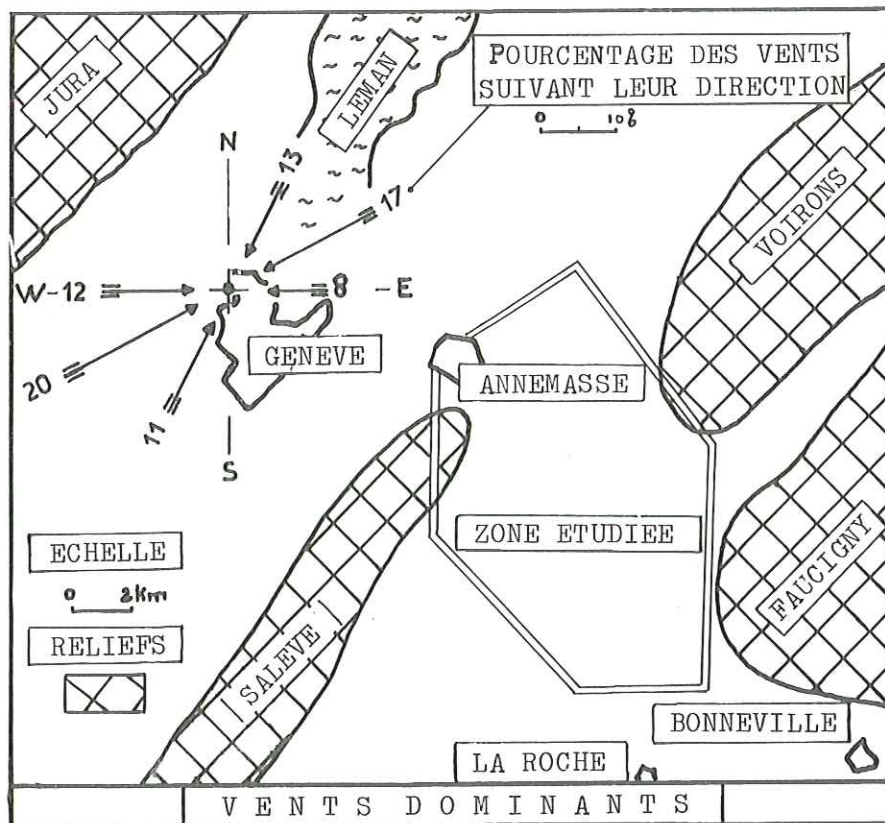 JURA
LEMAN
POURCENTAGE DES VENTS
SUIVANT LEUR DIRECTION
0 10%
N
13
17
VOIRONS
W-12
8 -E
GENEVE
20
11
S
ANNEMASSE
ZONE ETUDIEE
ECHELLE
0 2Km
RELIEFS
SALEVE
FAUCIGNY
BONNEVILLE
LA ROCHE
VENTS DOMINANTS